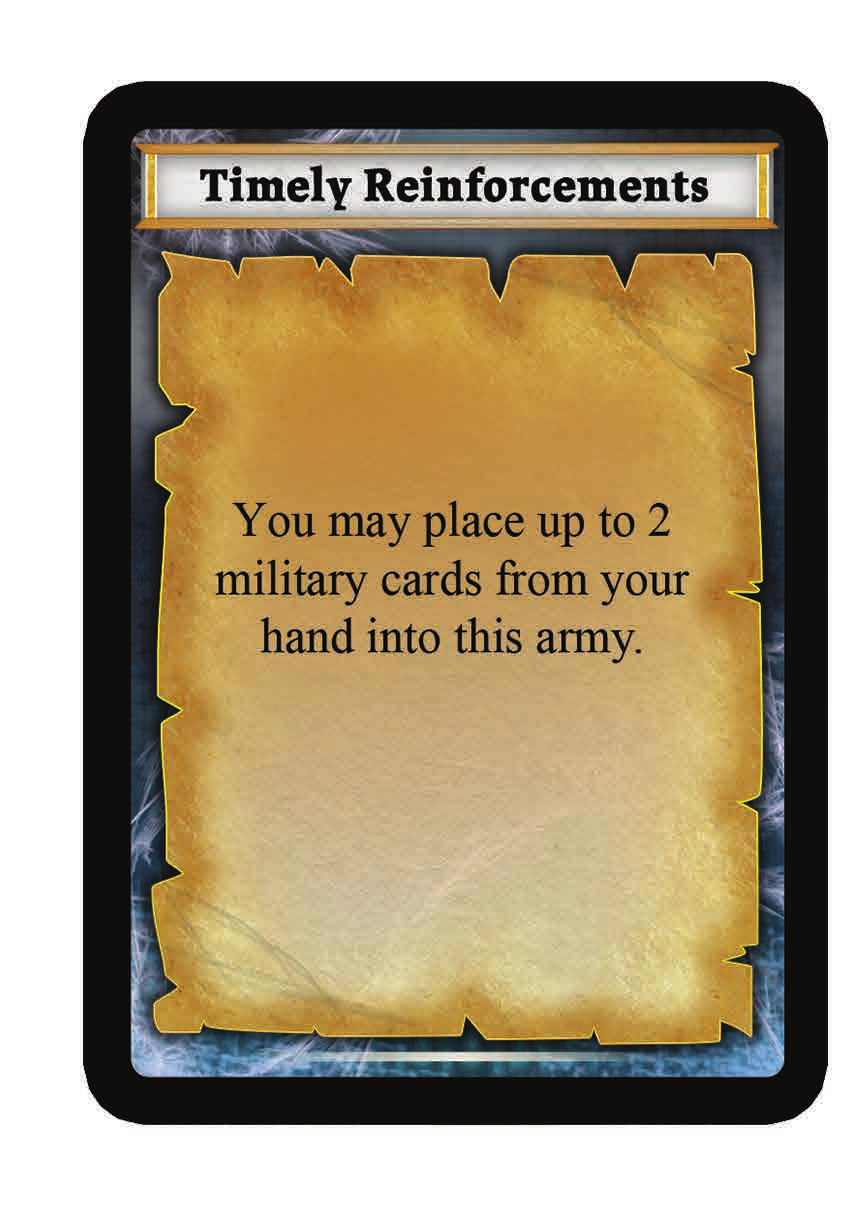 Timely Reinforcements
You may place up to 2
military cards from your
hand into this army.